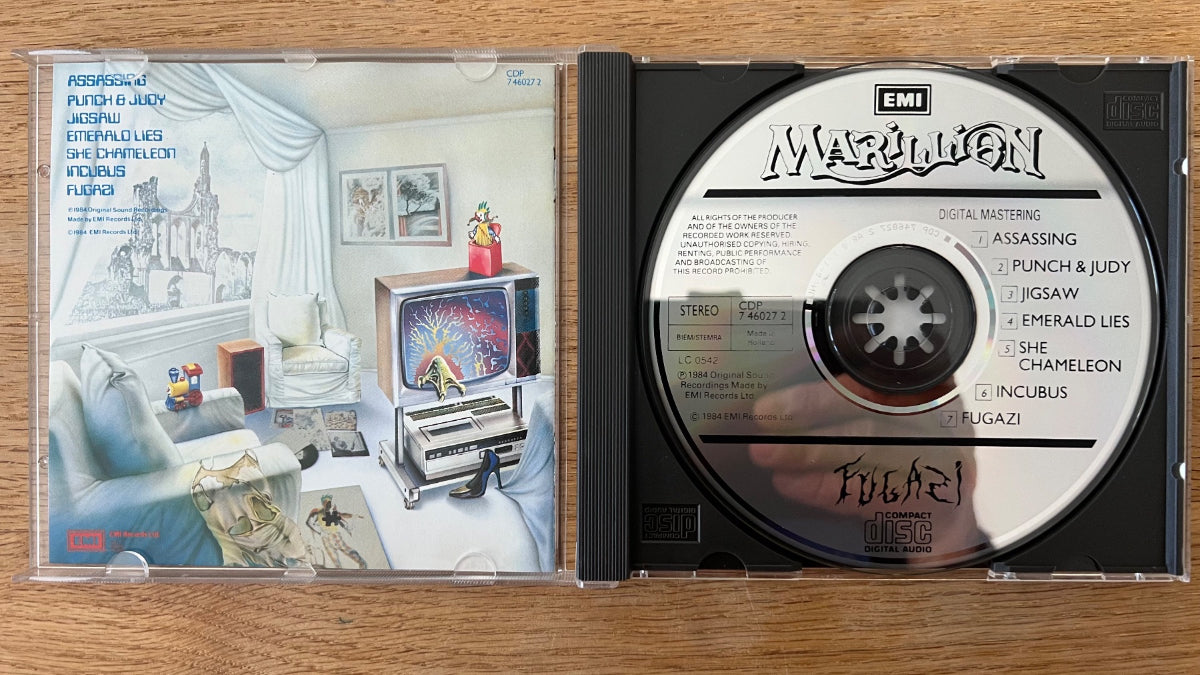 ASSASSING
PUNCH & JUDY
JIGSAW
EMERALD LIES
SHE CHAMELEON
INCUBUS
FUGAZI
℗ 1984 Original Sound Recordings
Made by EMI Records Ltd.
© 1984 EMI Records Ltd.
CDP
7 46027 2
EMI
EMI Records Ltd
EMI
MARILLION
ALL RIGHTS OF THE PRODUCER
AND OF THE OWNERS OF THE
RECORDED WORK RESERVED.
UNAUTHORISED COPYING, HIRING,
RENTING, PUBLIC PERFORMANCE
AND BROADCASTING OF
THIS RECORD PROHIBITED.
STEREO
CDP
7 46027 2
BIEM/STEMRA
Made in
Holland
LC 0542
℗ 1984 Original Sound
Recordings Made by
EMI Records Ltd.
© 1984 EMI Records Ltd.
DIGITAL MASTERING
1 ASSASSING
2 PUNCH & JUDY
3 JIGSAW
4 EMERALD LIES
5 SHE
CHAMELEON
6 INCUBUS
7 FUGAZI
FUGAZI
COMPACT
disc
DIGITAL AUDIO
COMPACT
disc
DIGITAL AUDIO
COMPACT
disc
DIGITAL AUDIO